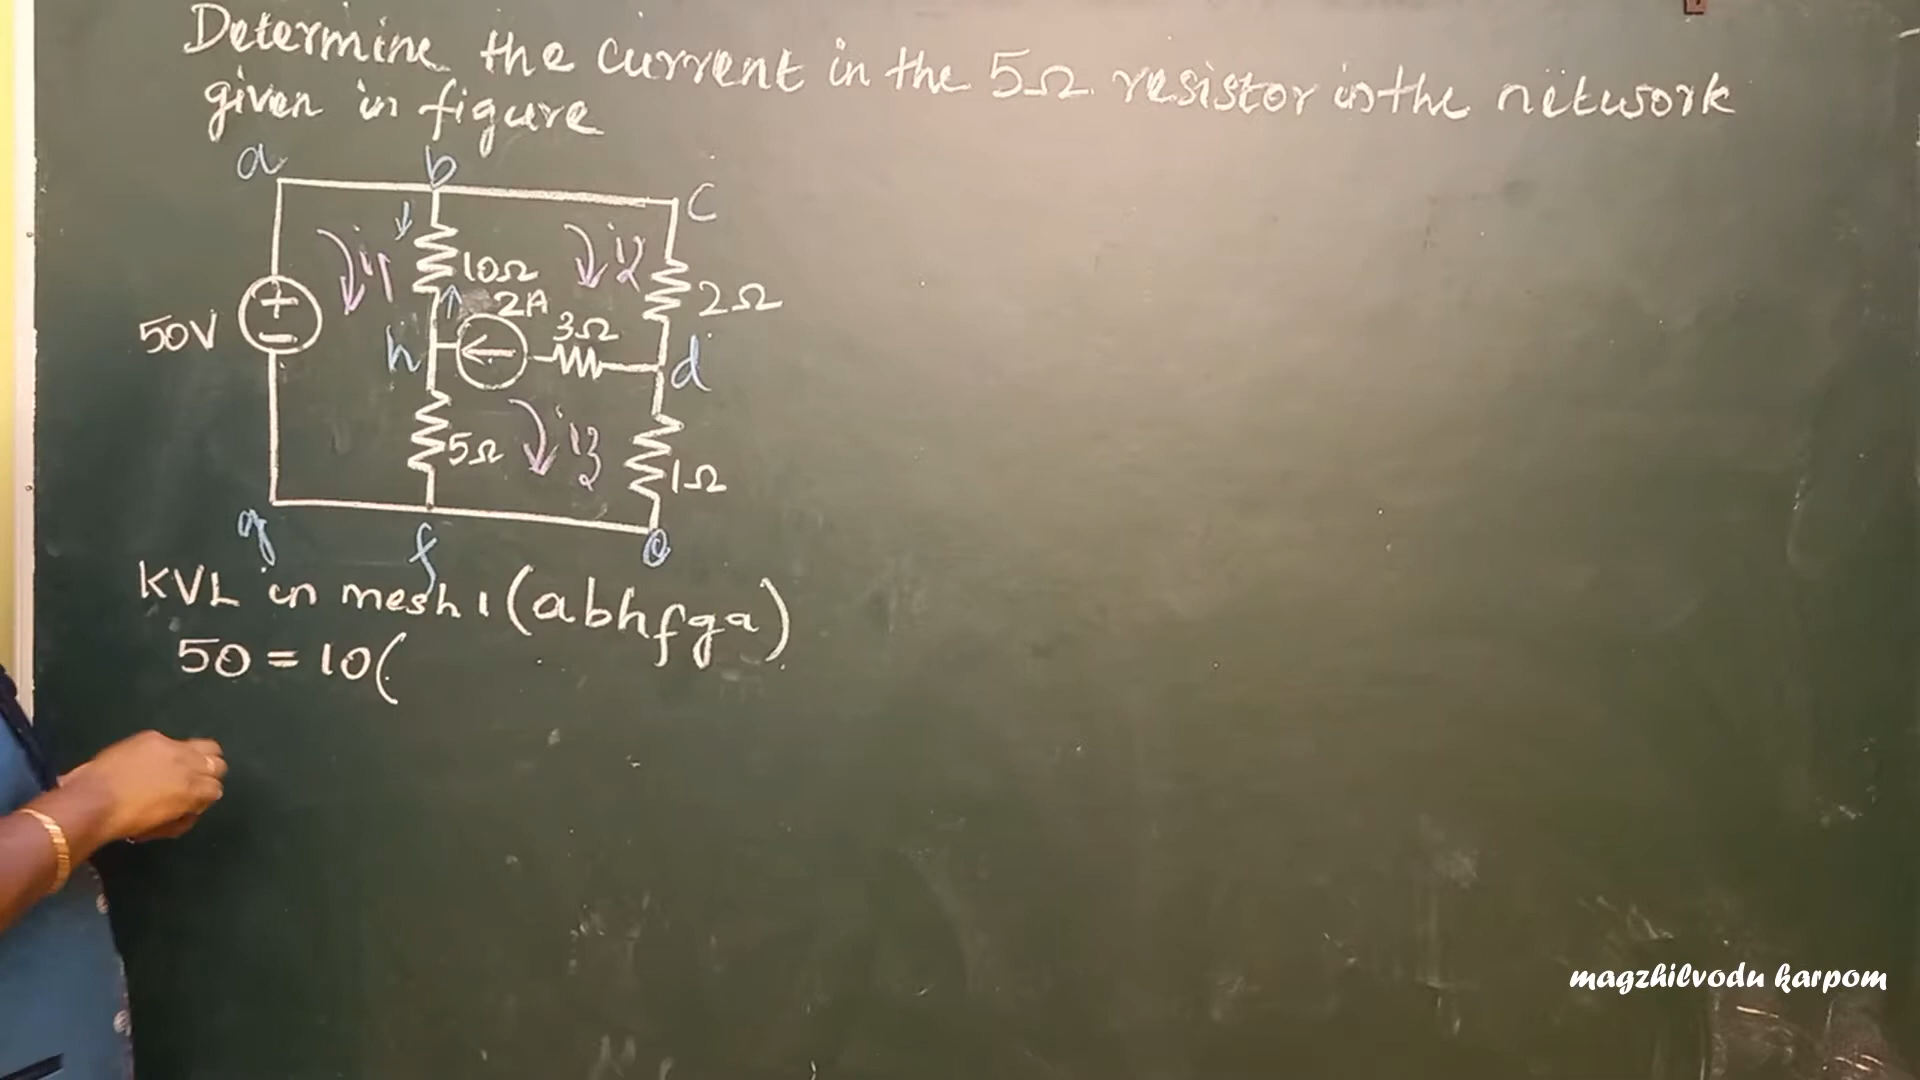 Determine the current in the 5Ω resistor in the network
given in figure
a b c
i1 10Ω i2 2Ω
50V
2A 3Ω
h d
5Ω i3 1Ω
g f e
KVL in mesh 1 (abhfga)
50 = 10(
magzhilvodu karpom